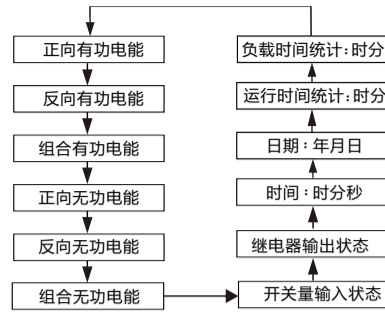 正向有功电能
反向有功电能
组合有功电能
正向无功电能
反向无功电能
组合无功电能
开关量输入状态
继电器输出状态
时间：时分秒
日期：年月日
运行时间统计：时分
负载时间统计：时分